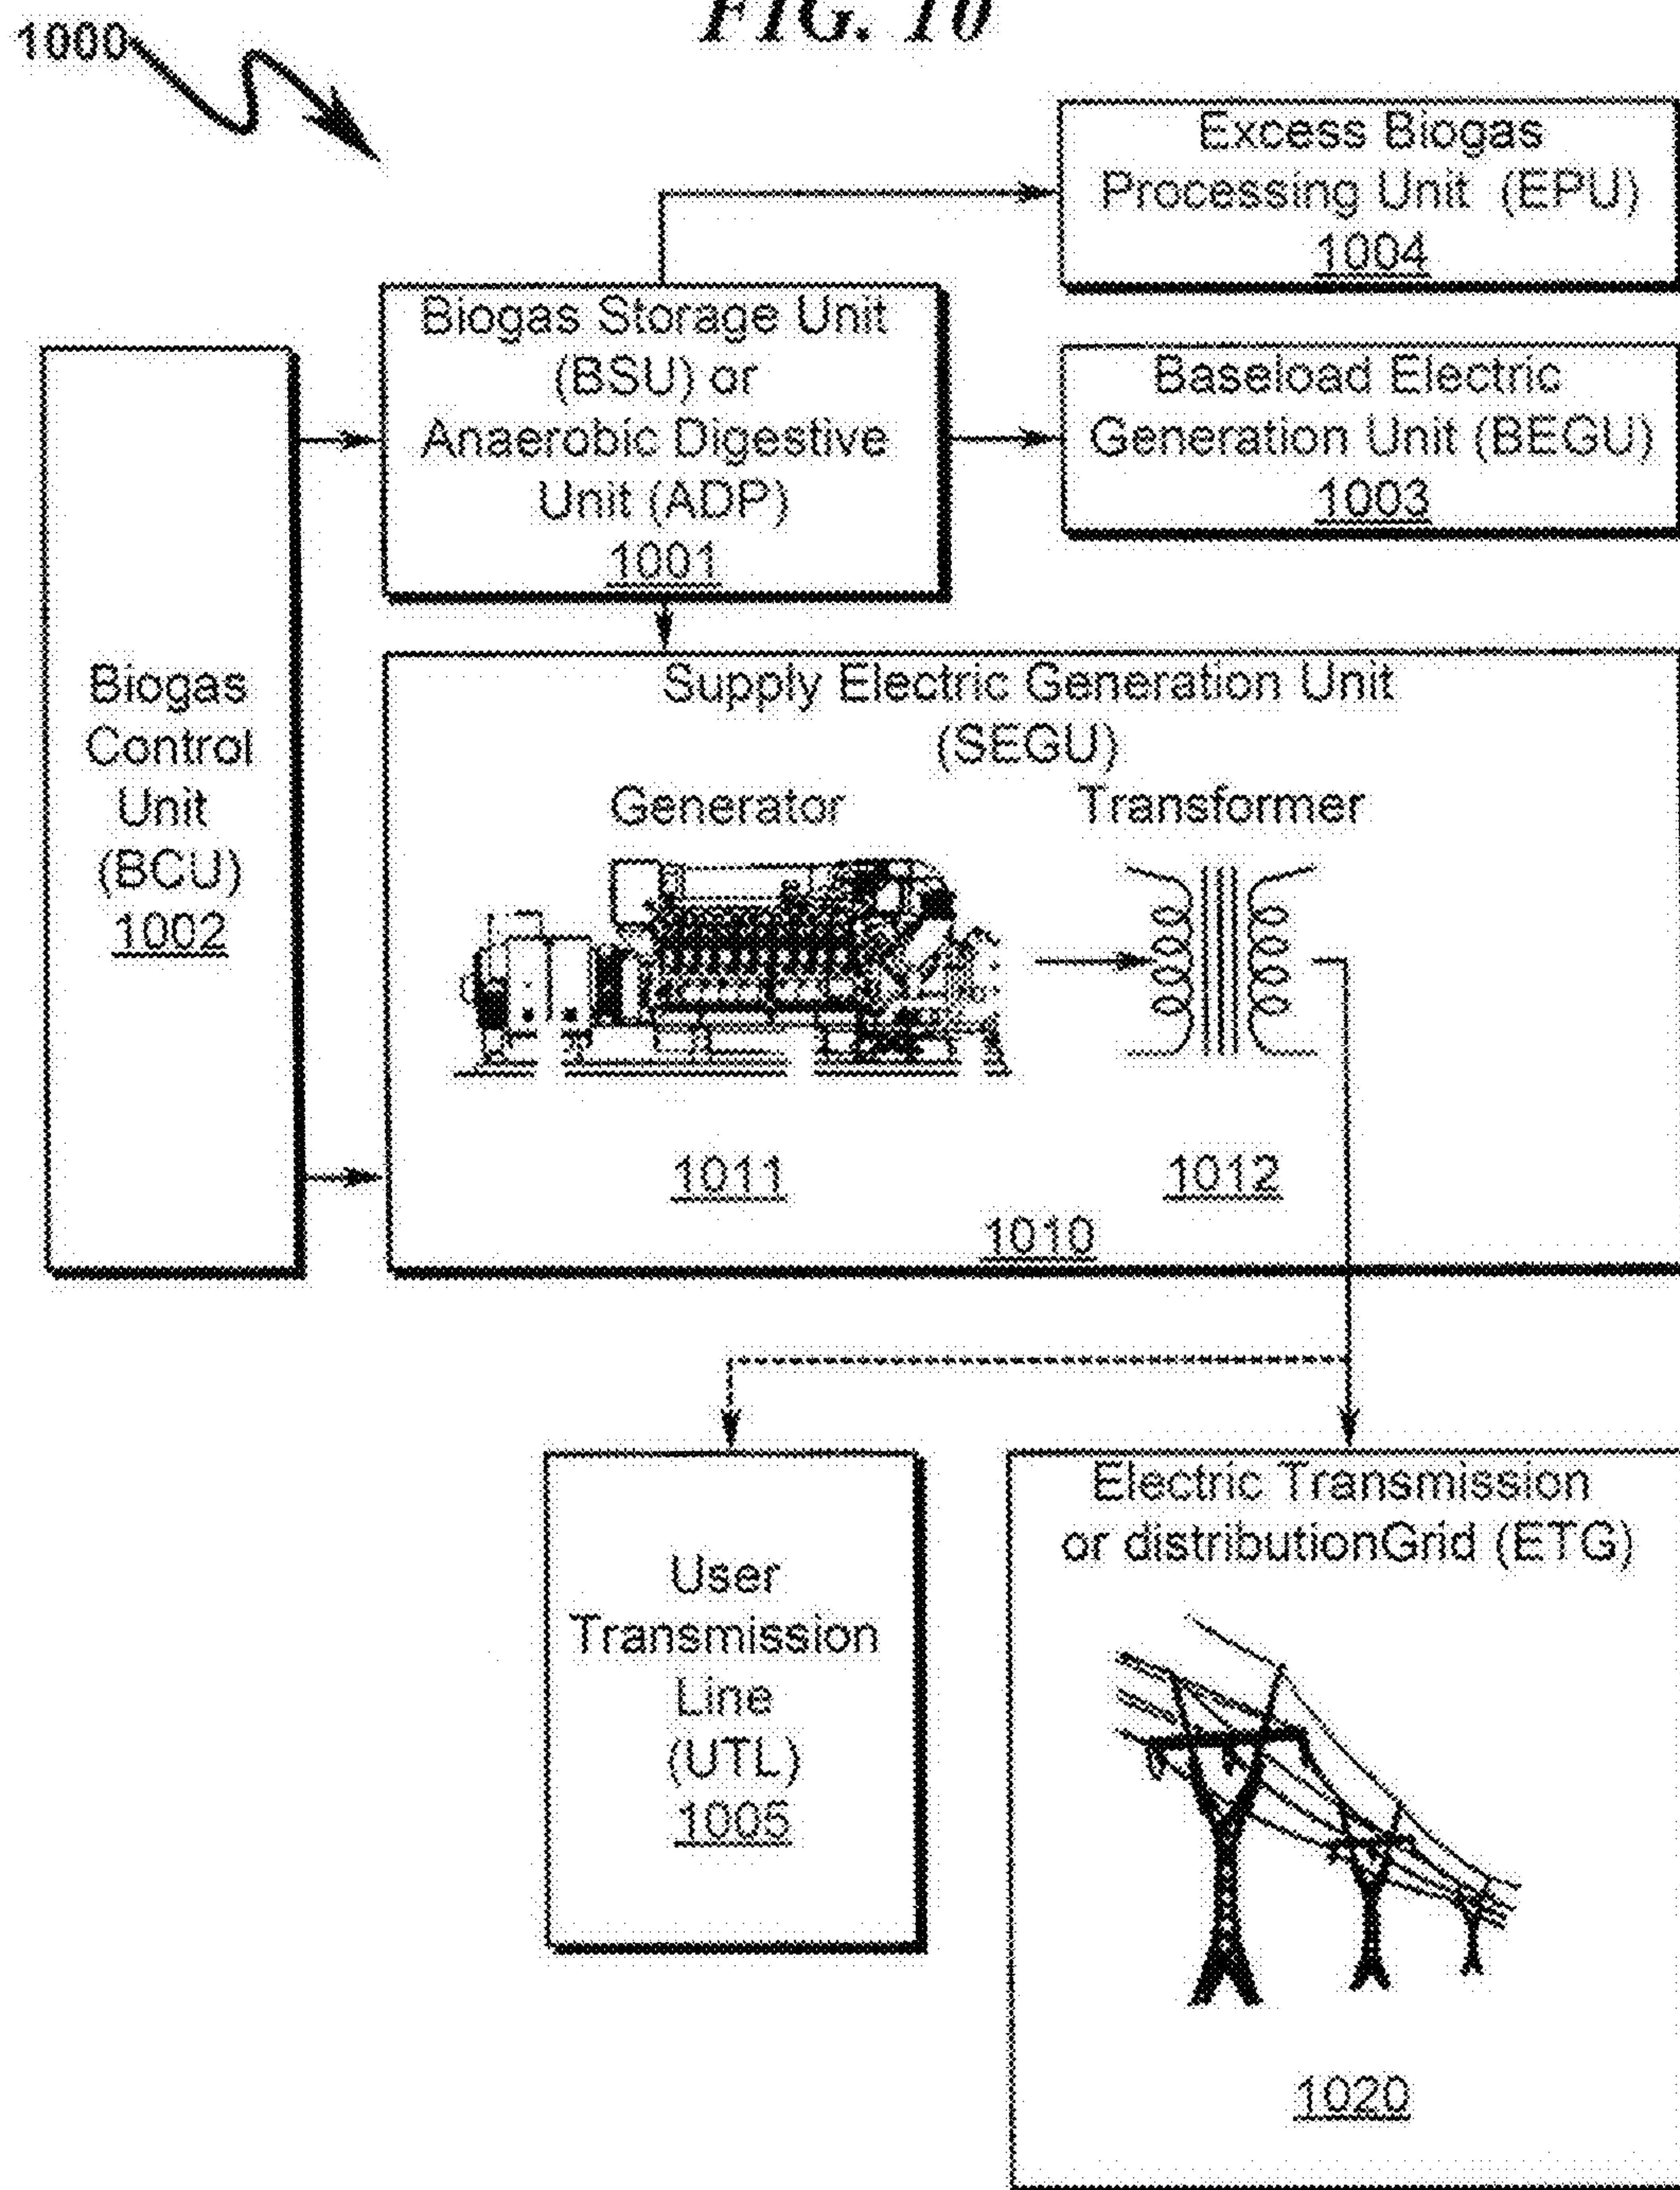 FIG. 10
1000
Excess Biogas
Processing Unit (EPU)
1004
Biogas Storage Unit
(BSU) or
Anaerobic Digestive
Unit (ADP)
1001
Baseload Electric
Generation Unit (BEGU)
1003
Biogas
Control
Unit
(BCU)
1002
Supply Electric Generation Unit
(SEGU)
Generator
Transformer
1011
1012
1010
User
Transmission
Line
(UTL)
1005
Electric Transmission
or distributionGrid (ETG)
1020